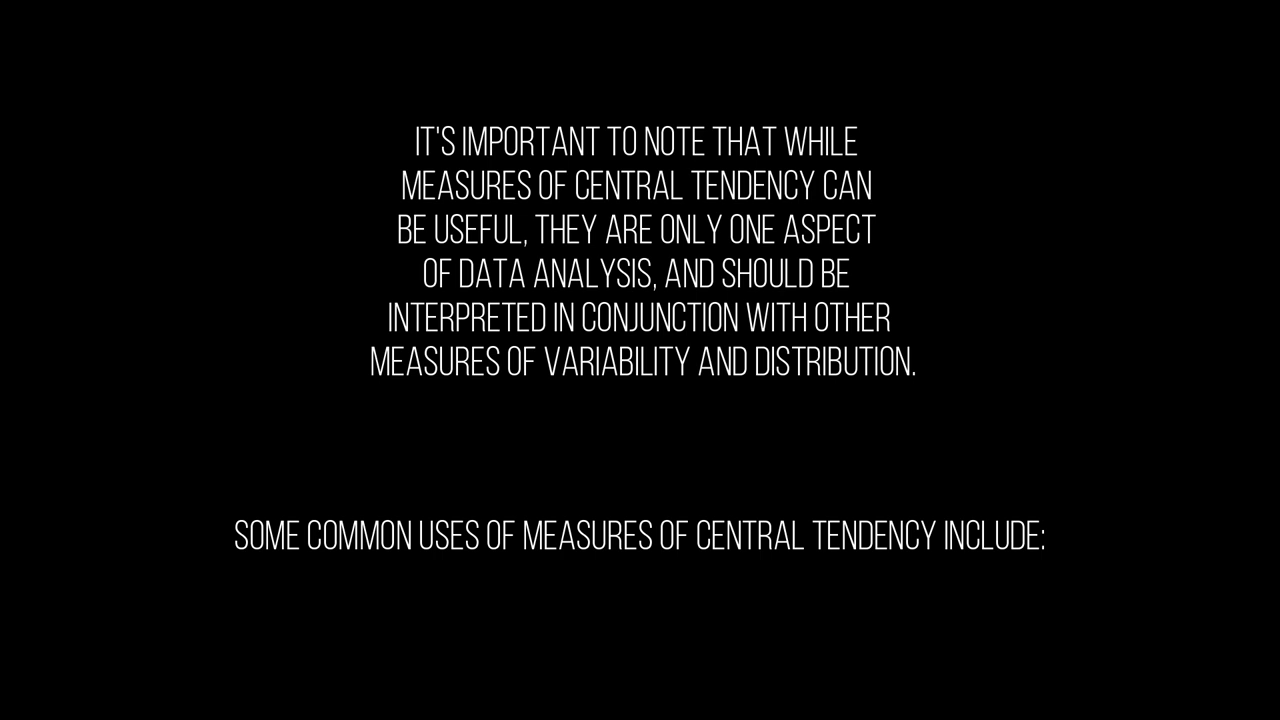 IT'S IMPORTANT TO NOTE THAT WHILE
MEASURES OF CENTRAL TENDENCY CAN
BE USEFUL, THEY ARE ONLY ONE ASPECT
OF DATA ANALYSIS, AND SHOULD BE
INTERPRETED IN CONJUNCTION WITH OTHER
MEASURES OF VARIABILITY AND DISTRIBUTION.
SOME COMMON USES OF MEASURES OF CENTRAL TENDENCY INCLUDE: